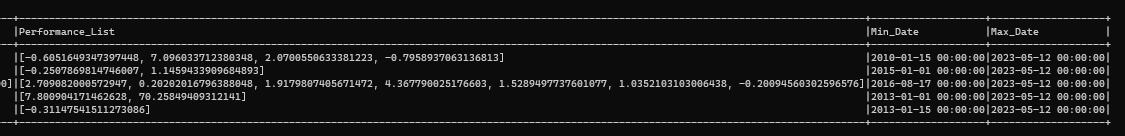 |Performance_List |Min_Date |Max_Date |
|[-0.6051649347397448, 7.096033712380348, 2.0700550633381223, -0.7958937063136813] |2010-01-15 00:00:00|2023-05-12 00:00:00|
|[-0.2507869814746007, 1.1459433909684893] |2015-01-01 00:00:00|2023-05-12 00:00:00|
0]|[2.709082000572947, 0.20202016796388048, 1.9179807405671472, 4.367790025176603, 1.5289497737601077, 1.0352103103006438, -0.20094560302596576]|2016-08-17 00:00:00|2023-05-12 00:00:00|
|[7.800904171462628, 70.25849409312141] |2013-01-01 00:00:00|2023-05-12 00:00:00|
|[-0.31147541511273086] |2013-01-15 00:00:00|2023-05-12 00:00:00|